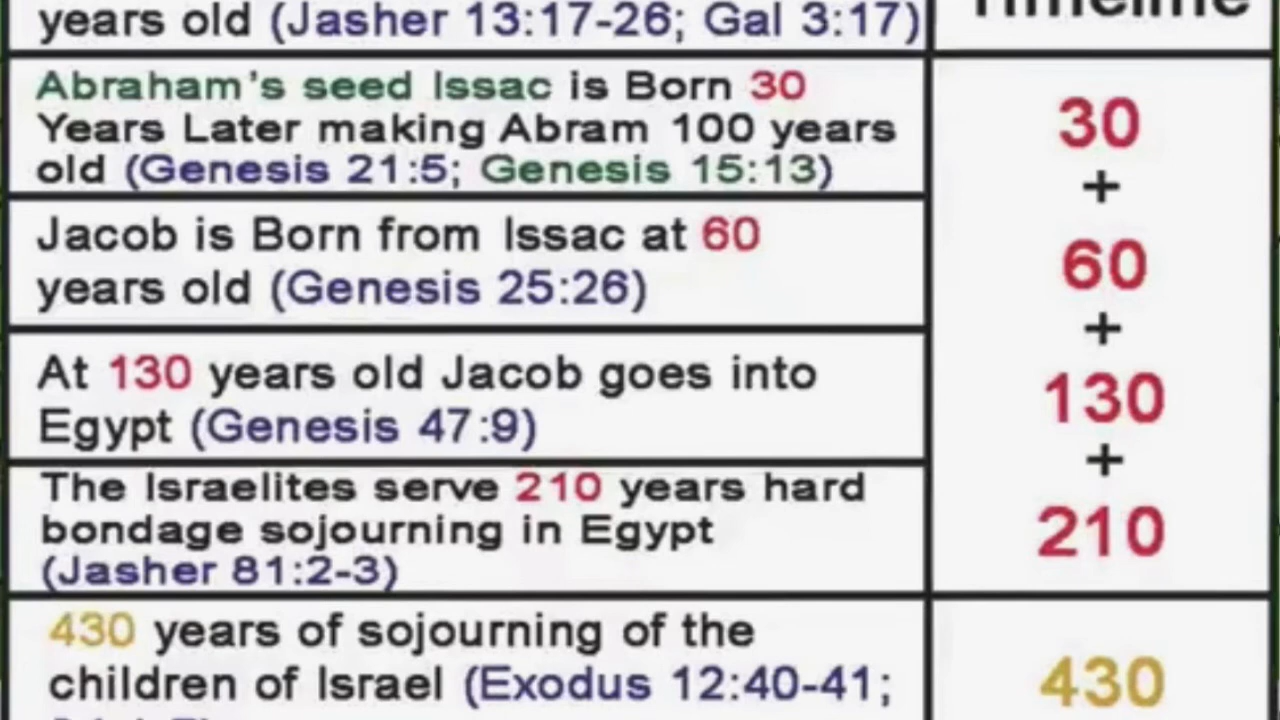 years old (Jasher 13:17-26; Gal 3:17)
Timeline
Abraham's seed Issac is Born 30
Years Later making Abram 100 years
old (Genesis 21:5; Genesis 15:13)
Jacob is Born from Issac at 60
years old (Genesis 25:26)
At 130 years old Jacob goes into
Egypt (Genesis 47:9)
The Israelites serve 210 years hard
bondage sojourning in Egypt
(Jasher 81:2-3)
30
+
60
+
130
+
210
430 years of sojourning of the
children of Israel (Exodus 12:40-41;
430